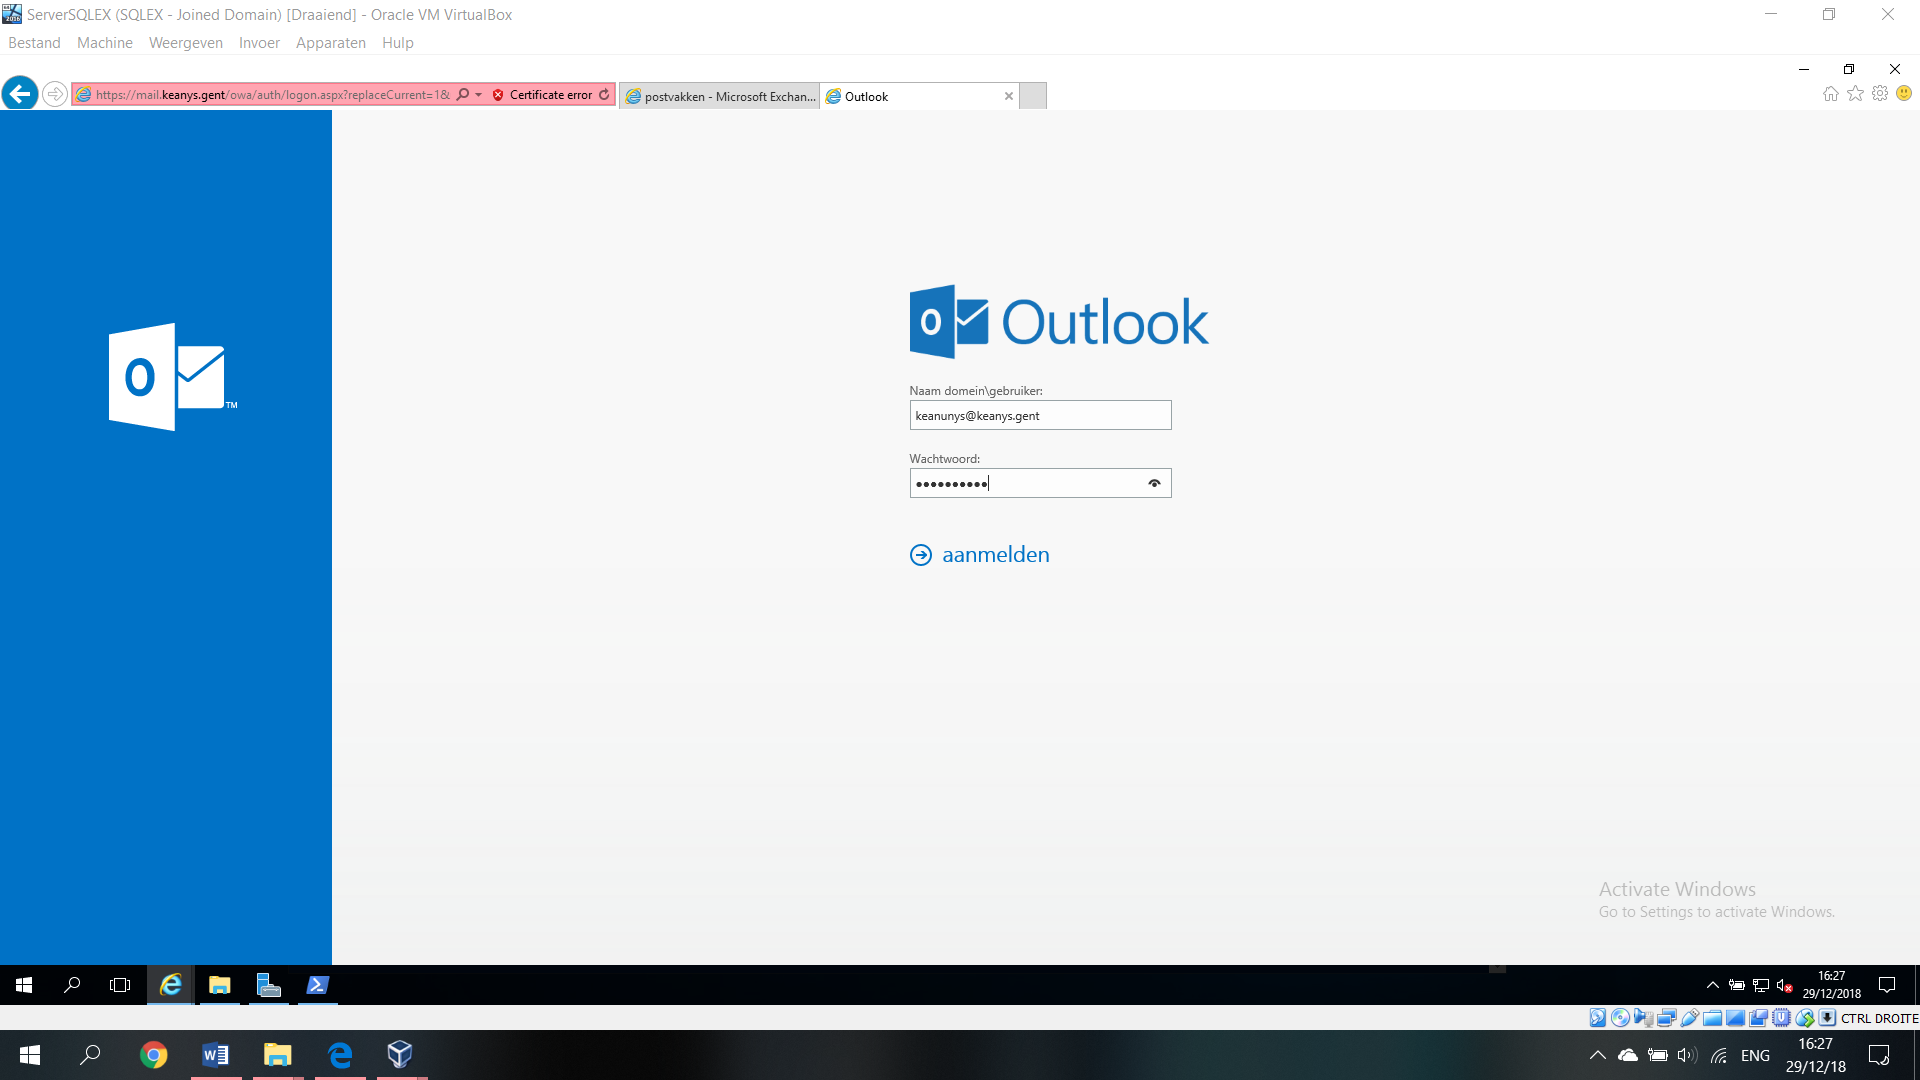 ServerSQLEX (SQLEX - Joined Domain) [Draaiend] - Oracle VM VirtualBox
Bestand Machine Weergeven Invoer Apparaten Hulp
https://mail.keanys.gent/owa/auth/logon.aspx?replaceCurrent=1& Certificate error
postvakken - Microsoft Exchan...
Outlook
Outlook
Naam domein\gebruiker:
keanunys@keanys.gent
Wachtwoord:
••••••••••
aanmelden
TM
Activate Windows
Go to Settings to activate Windows.
16:27
29/12/2018
CTRL DROITE
ENG
16:27
29/12/18